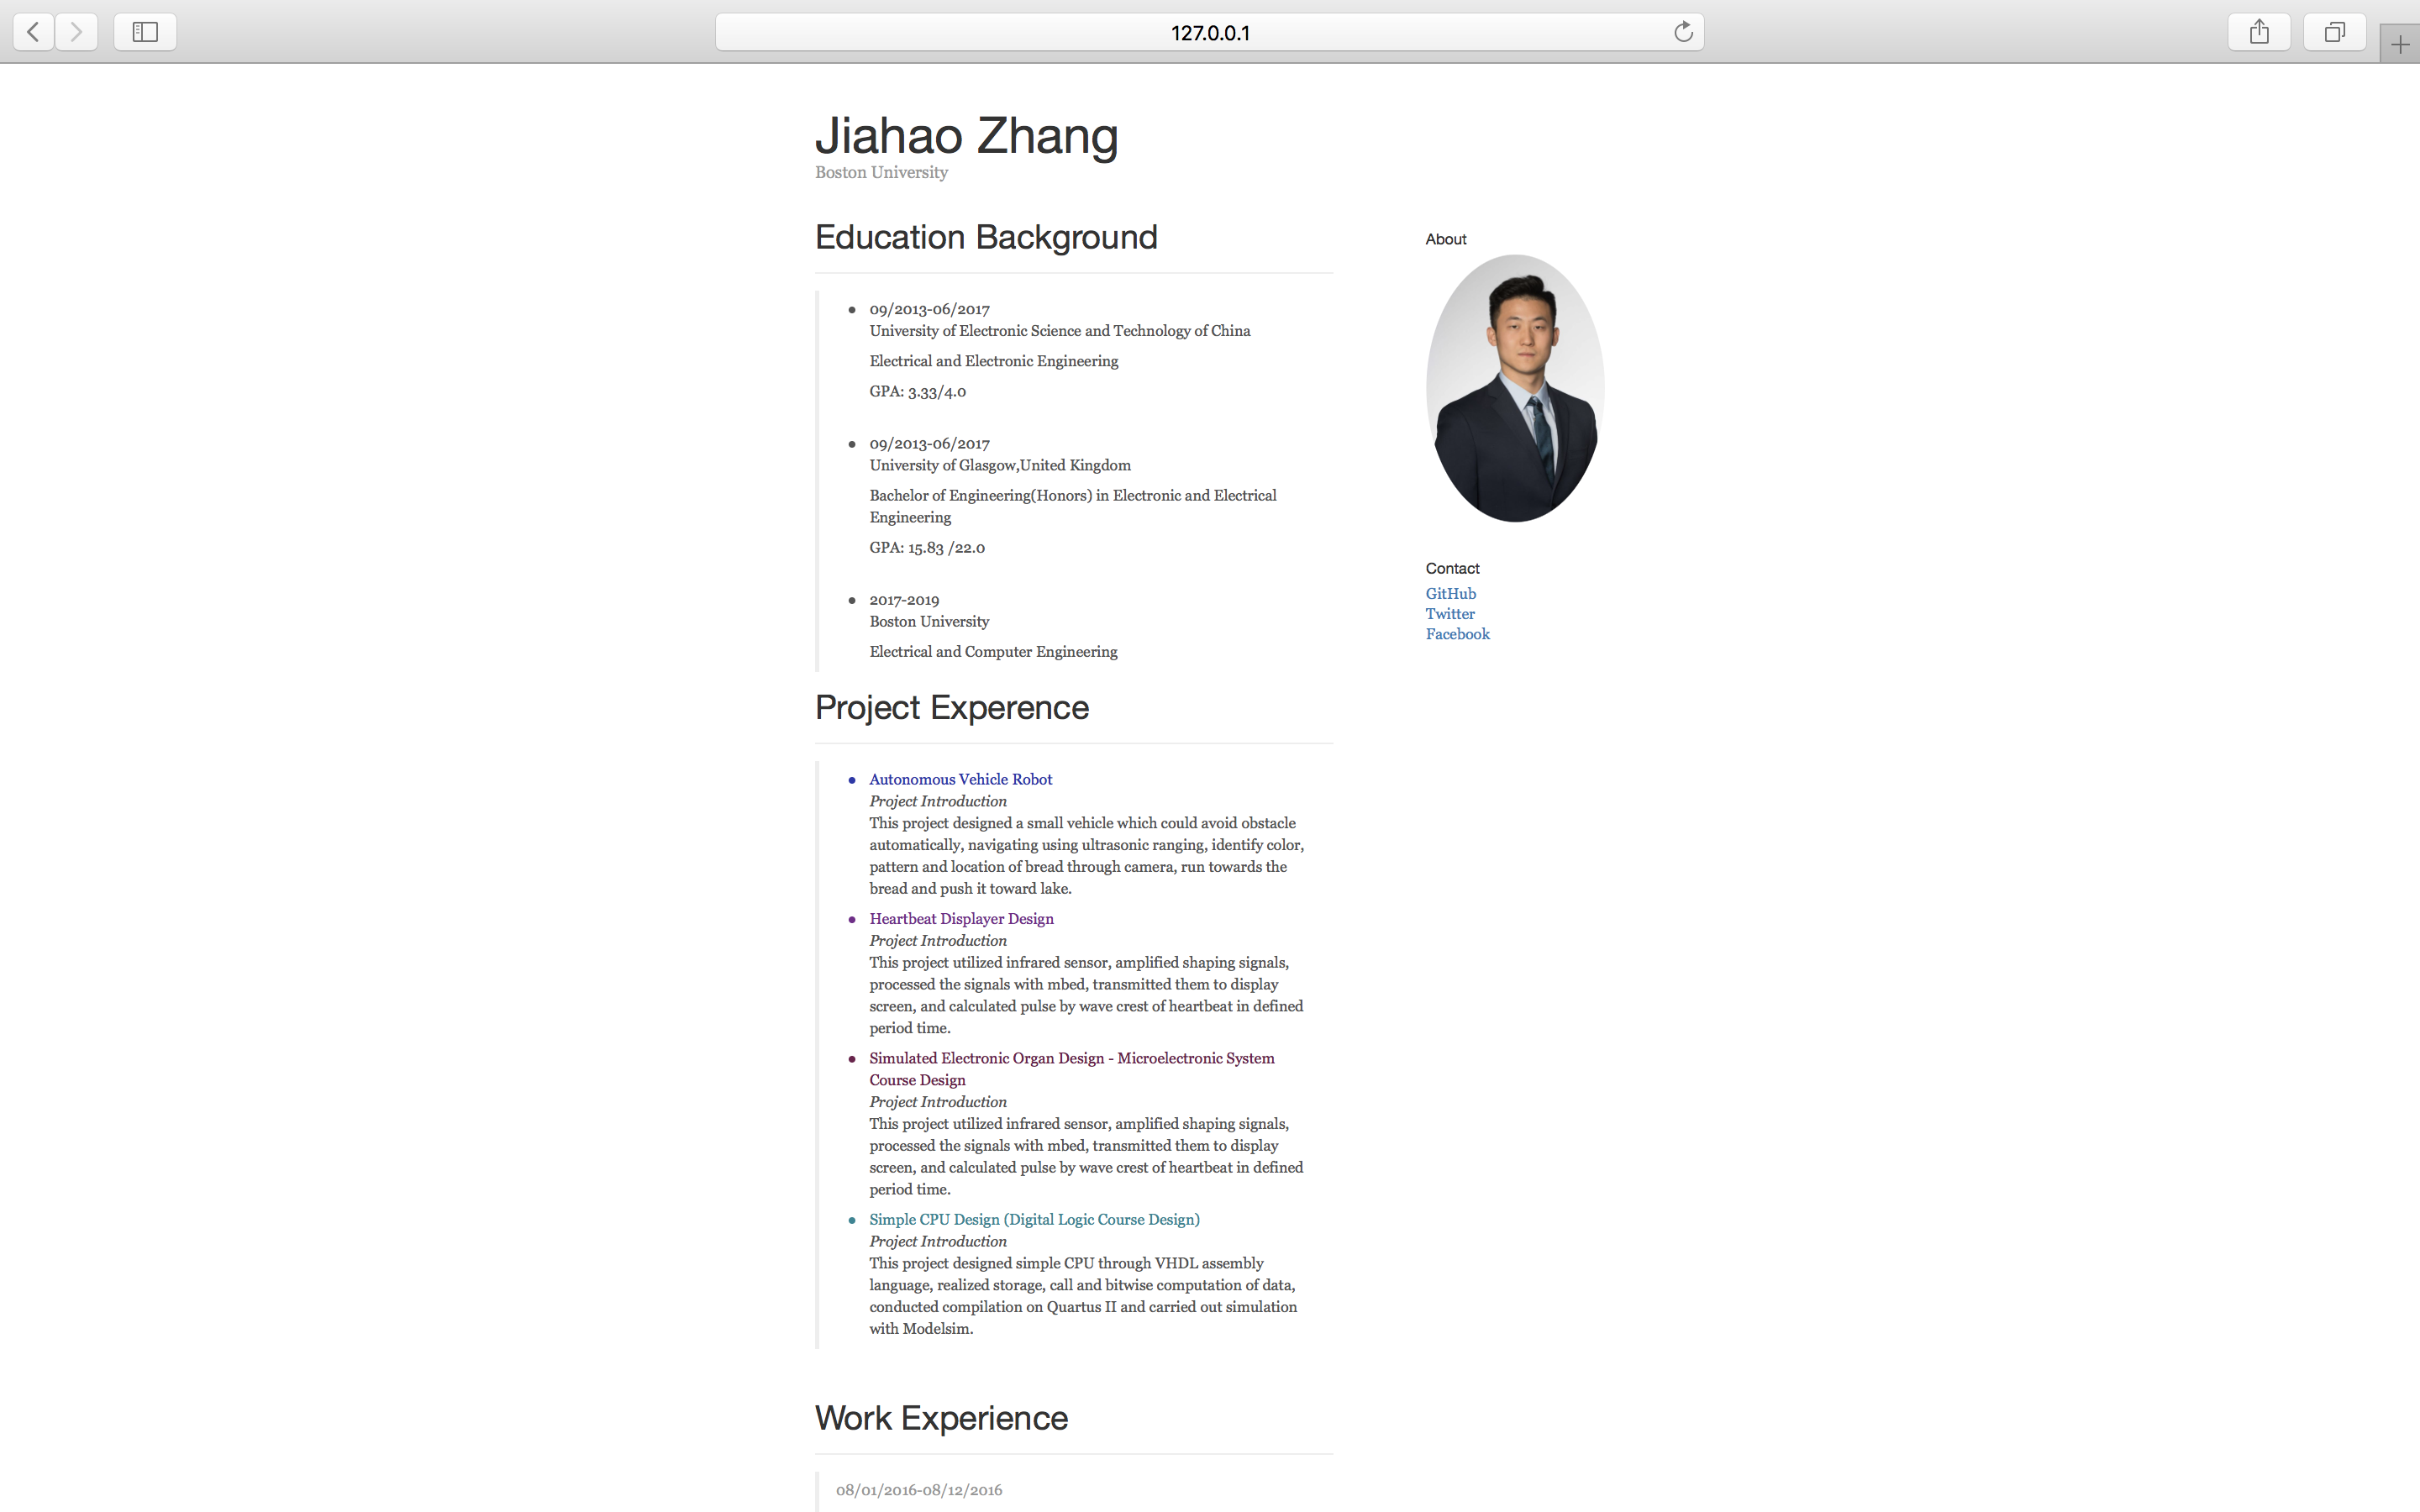 127.0.0.1
Jiahao Zhang
Boston University
Education Background
09/2013-06/2017
University of Electronic Science and Technology of China
Electrical and Electronic Engineering
GPA: 3.33/4.0
09/2013-06/2017
University of Glasgow,United Kingdom
Bachelor of Engineering(Honors) in Electronic and Electrical
Engineering
GPA: 15.83 /22.0
2017-2019
Boston University
Electrical and Computer Engineering
Project Experence
Autonomous Vehicle Robot
Project Introduction
This project designed a small vehicle which could avoid obstacle
automatically, navigating using ultrasonic ranging, identify color,
pattern and location of bread through camera, run towards the
bread and push it toward lake.
Heartbeat Displayer Design
Project Introduction
This project utilized infrared sensor, amplified shaping signals,
processed the signals with mbed, transmitted them to display
screen, and calculated pulse by wave crest of heartbeat in defined
period time.
Simulated Electronic Organ Design - Microelectronic System
Course Design
Project Introduction
This project utilized infrared sensor, amplified shaping signals,
processed the signals with mbed, transmitted them to display
screen, and calculated pulse by wave crest of heartbeat in defined
period time.
Simple CPU Design (Digital Logic Course Design)
Project Introduction
This project designed simple CPU through VHDL assembly
language, realized storage, call and bitwise computation of data,
conducted compilation on Quartus II and carried out simulation
with Modelsim.
Work Experience
08/01/2016-08/12/2016
About
Contact
GitHub
Twitter
Facebook